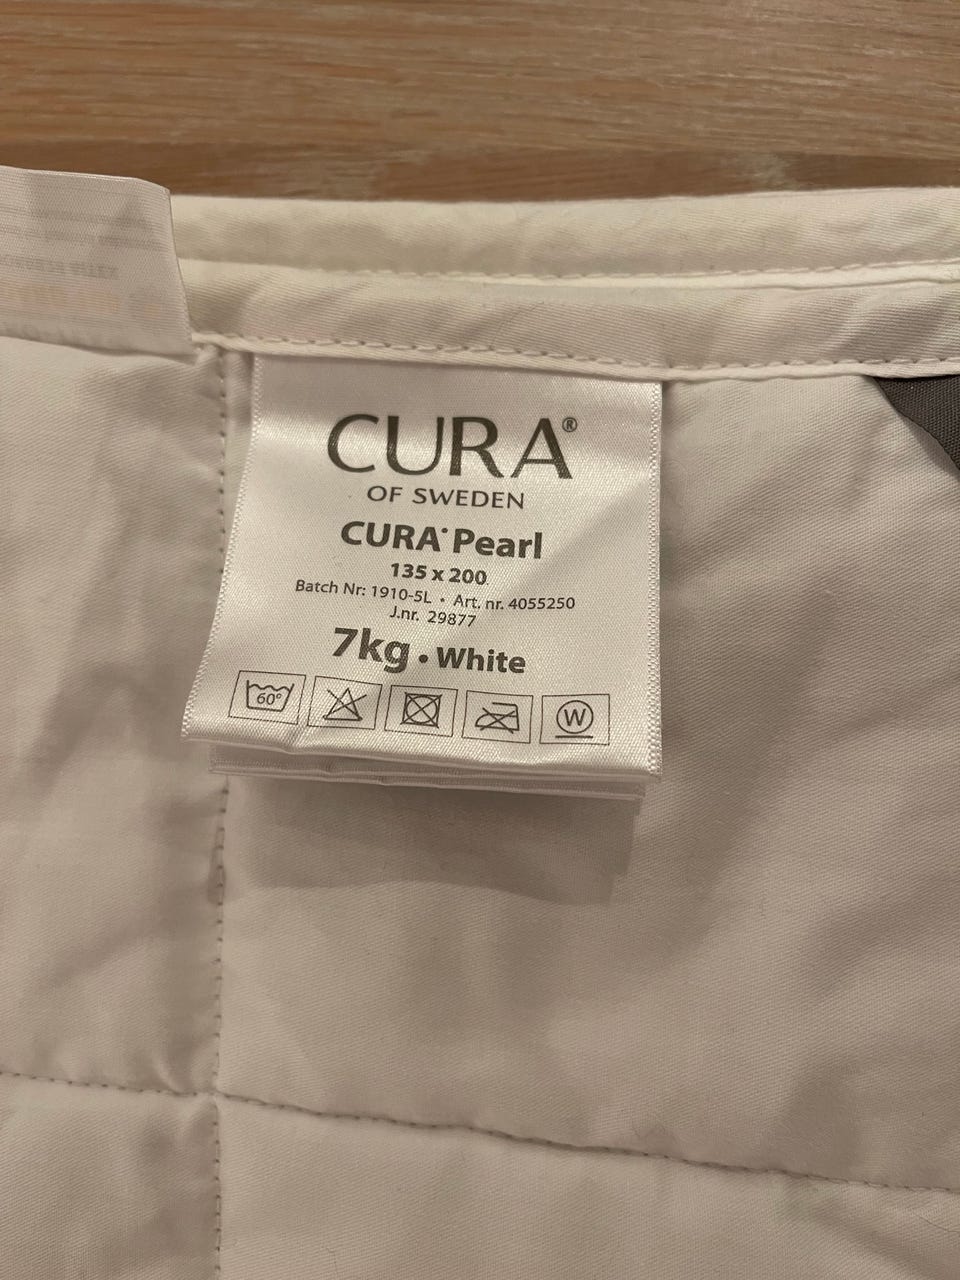 CURA®
OF SWEDEN
CURA® Pearl
135 x 200
Batch Nr: 1910-5L • Art. nr. 4055250
J.nr. 29877
7kg • White
60°
W